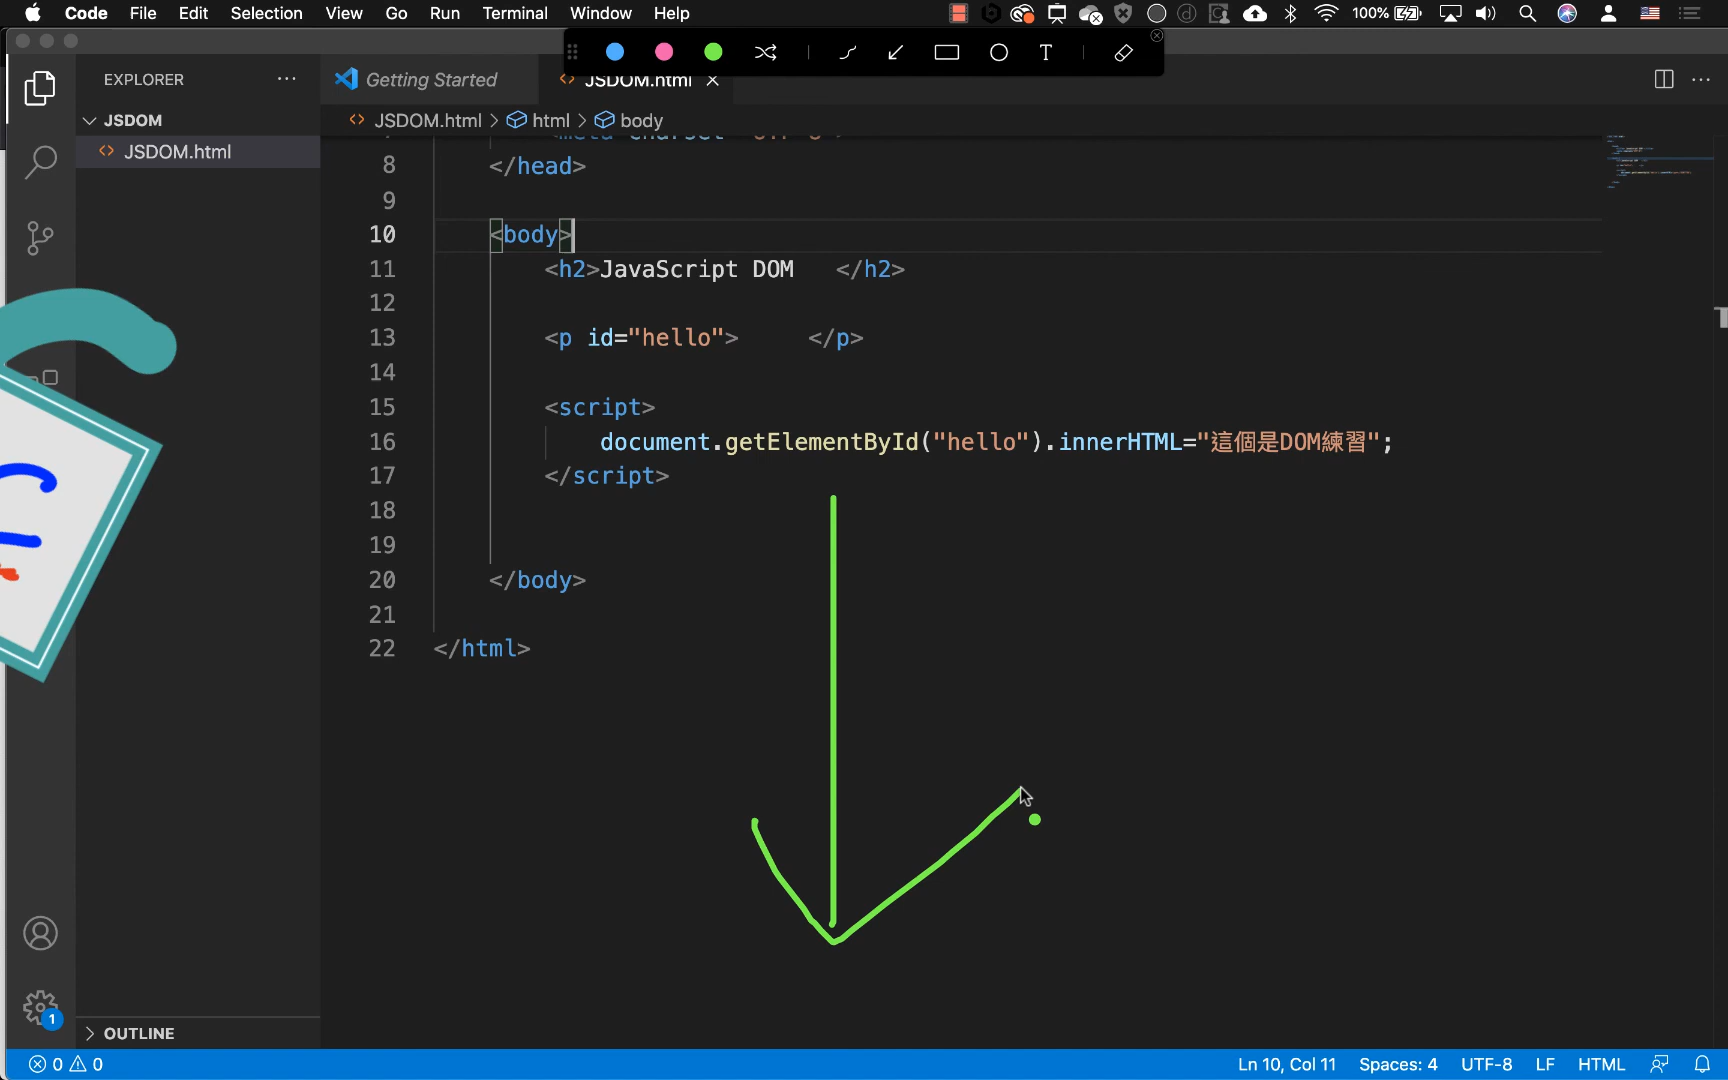 Code File Edit Selection View Go Run Terminal Window Help 100%
EXPLORER
Getting Started JSDOM.html
JSDOM
JSDOM.html > html > body
JSDOM.html
8 </head>
9
10 <body>
11 <h2>JavaScript DOM </h2>
12
13 <p id="hello"> </p>
14
15 <script>
16 document.getElementById("hello").innerHTML="這個是DOM練習";
17 </script>
18
19
20 </body>
21
22 </html>
1
OUTLINE
0 0 Ln 10, Col 11 Spaces: 4 UTF-8 LF HTML